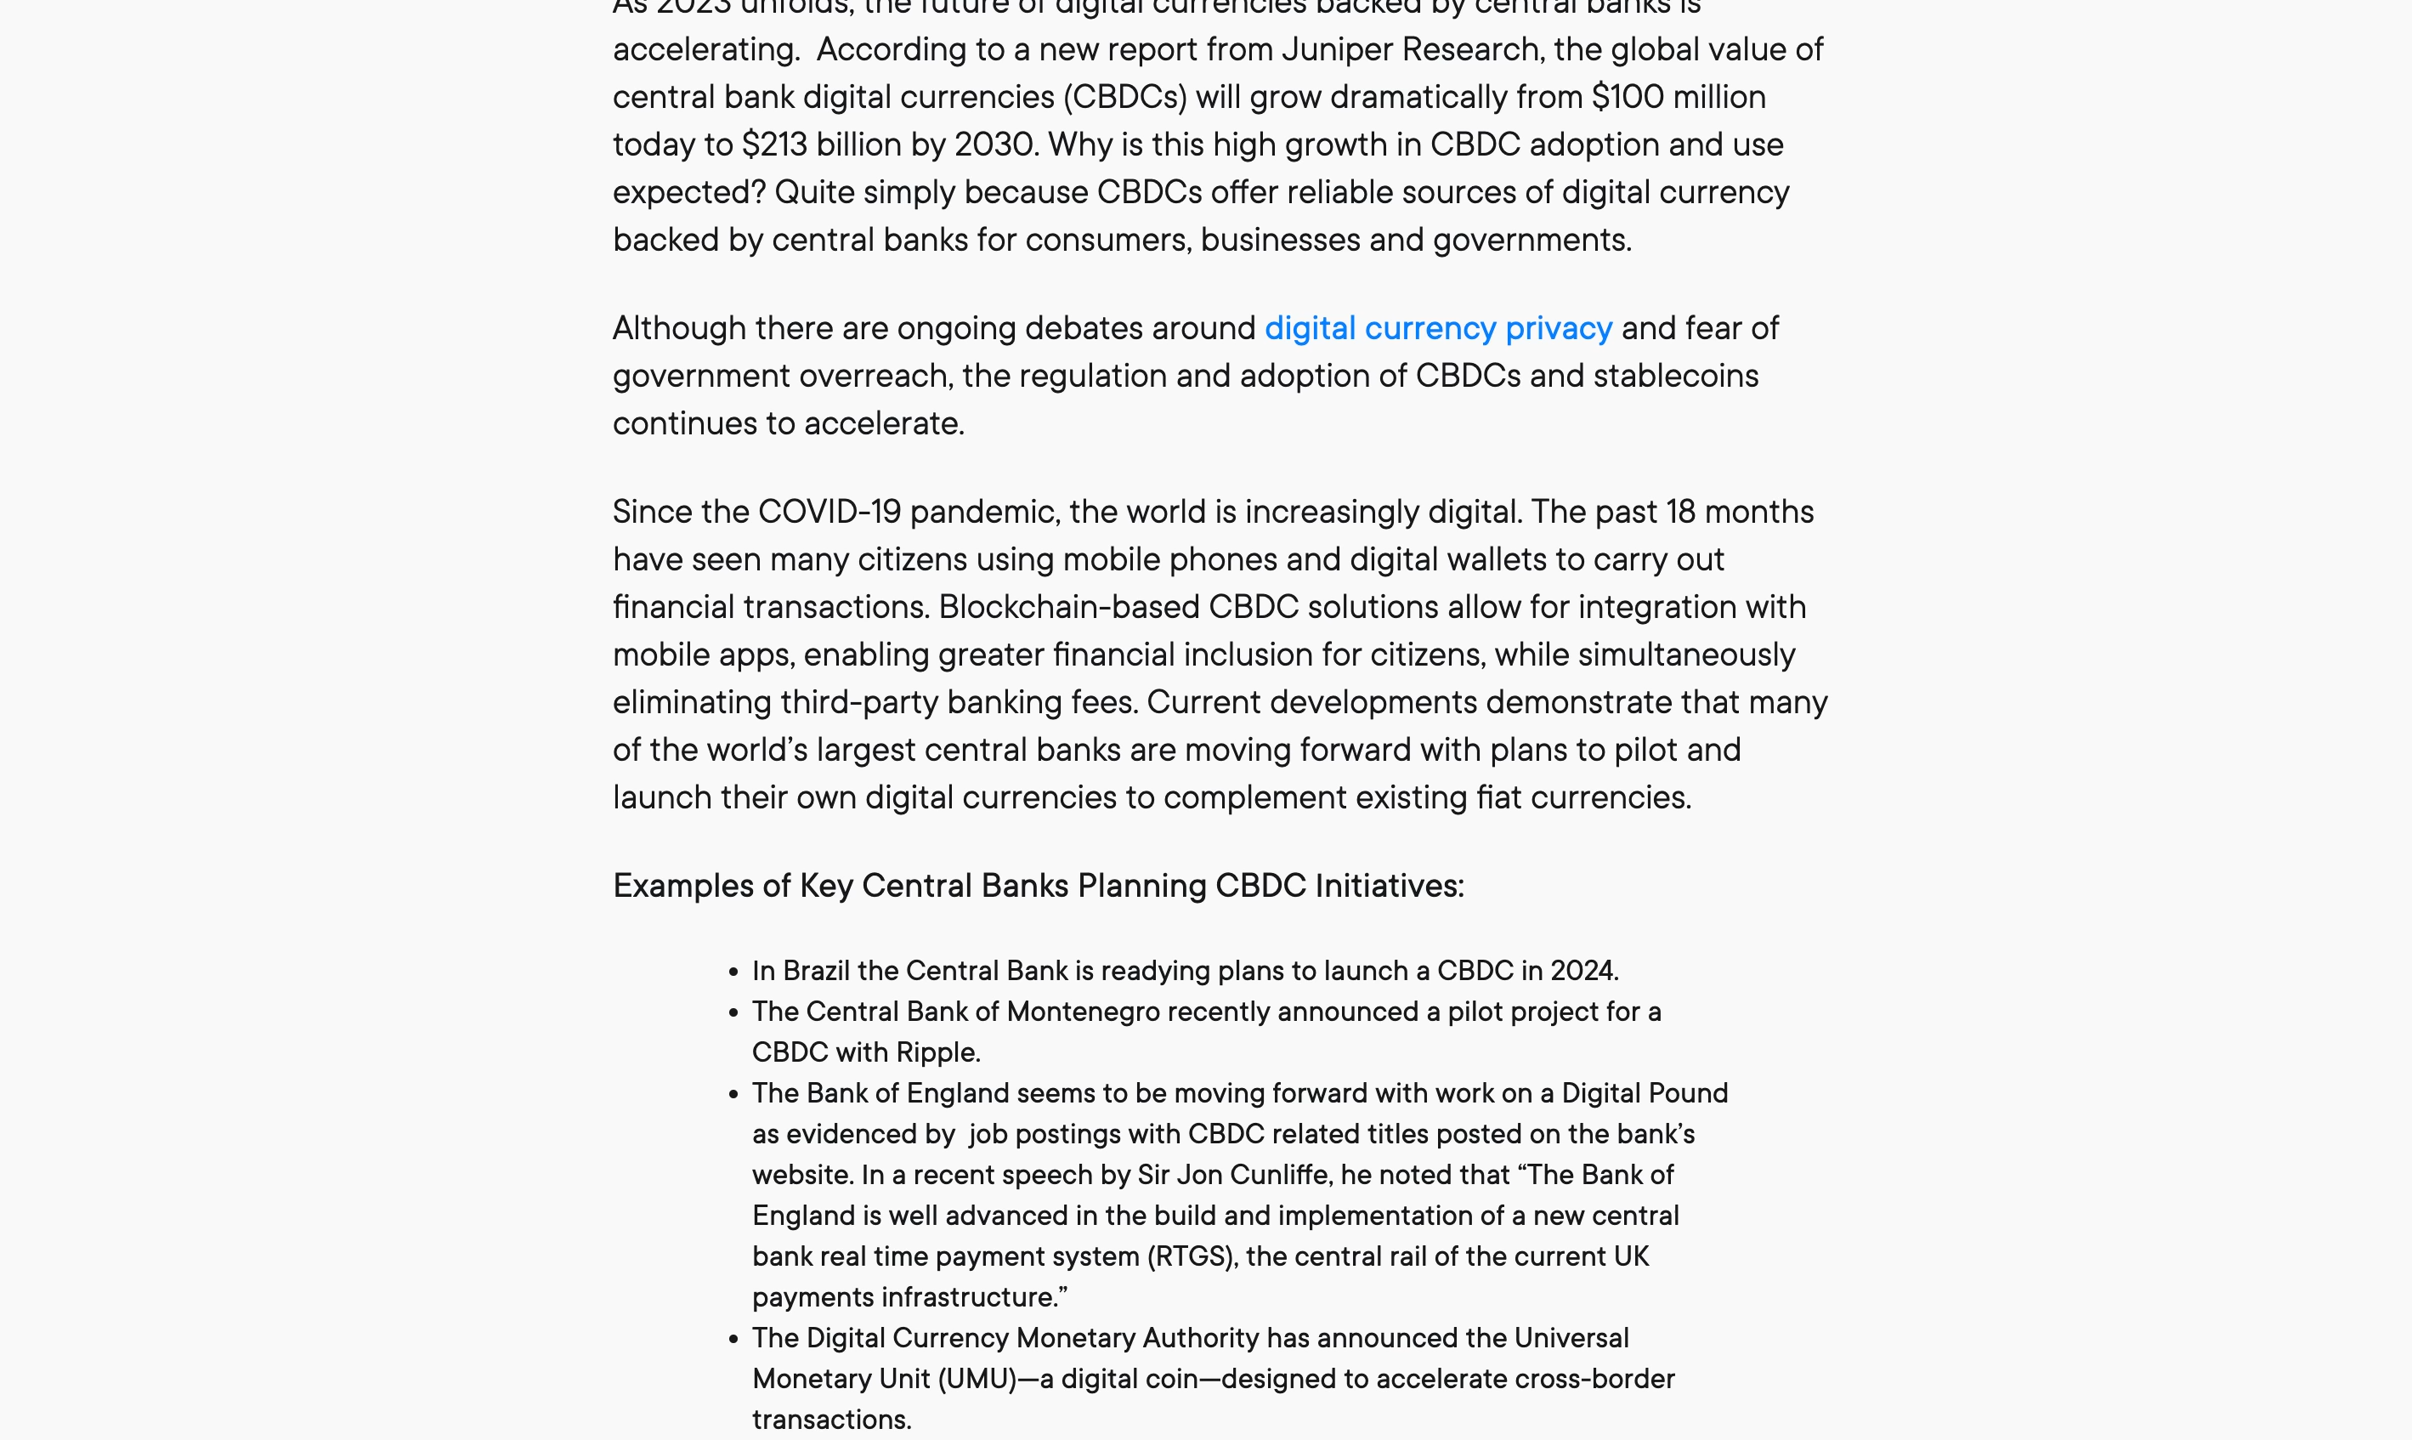 As 2023 unfolds, the future of digital currencies backed by central banks is
accelerating.  According to a new report from Juniper Research, the global value of
central bank digital currencies (CBDCs) will grow dramatically from $100 million
today to $213 billion by 2030. Why is this high growth in CBDC adoption and use
expected? Quite simply because CBDCs offer reliable sources of digital currency
backed by central banks for consumers, businesses and governments.
Although there are ongoing debates around digital currency privacy and fear of
government overreach, the regulation and adoption of CBDCs and stablecoins
continues to accelerate.
Since the COVID-19 pandemic, the world is increasingly digital. The past 18 months
have seen many citizens using mobile phones and digital wallets to carry out
financial transactions. Blockchain-based CBDC solutions allow for integration with
mobile apps, enabling greater financial inclusion for citizens, while simultaneously
eliminating third-party banking fees. Current developments demonstrate that many
of the world’s largest central banks are moving forward with plans to pilot and
launch their own digital currencies to complement existing fiat currencies.
Examples of Key Central Banks Planning CBDC Initiatives:
• In Brazil the Central Bank is readying plans to launch a CBDC in 2024.
• The Central Bank of Montenegro recently announced a pilot project for a
CBDC with Ripple.
• The Bank of England seems to be moving forward with work on a Digital Pound
as evidenced by  job postings with CBDC related titles posted on the bank’s
website. In a recent speech by Sir Jon Cunliffe, he noted that “The Bank of
England is well advanced in the build and implementation of a new central
bank real time payment system (RTGS), the central rail of the current UK
payments infrastructure.”
• The Digital Currency Monetary Authority has announced the Universal
Monetary Unit (UMU)—a digital coin—designed to accelerate cross-border
transactions.